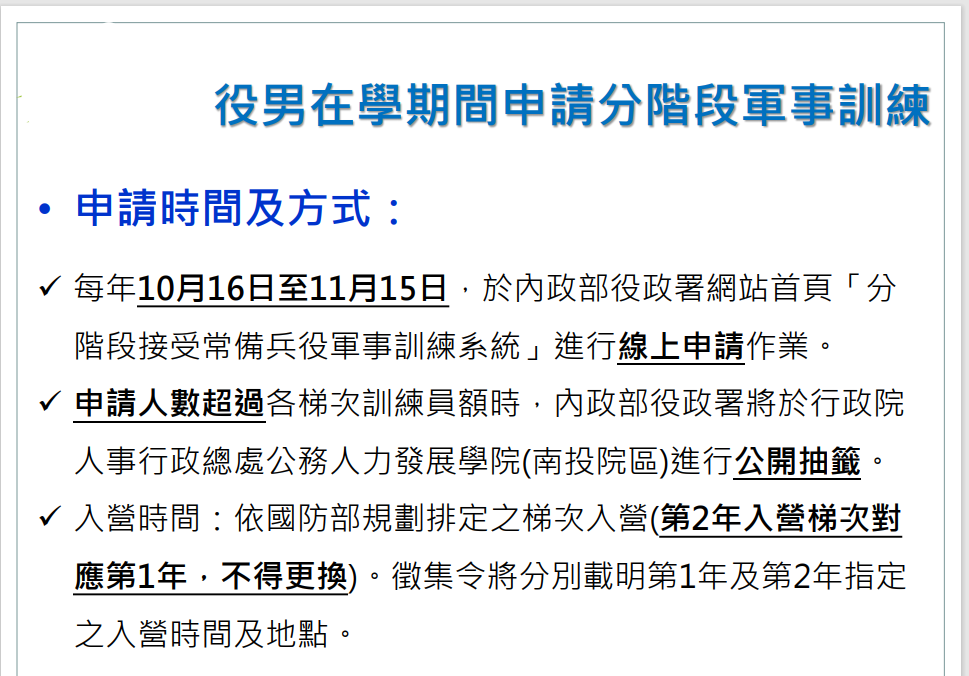 役男在學期間申請分階段軍事訓練
• 申請時間及方式：
✓ 每年10月16日至11月15日，於內政部役政署網站首頁「分
階段接受常備兵役軍事訓練系統」進行線上申請作業。
✓ 申請人數超過各梯次訓練員額時，內政部役政署將於行政院
人事行政總處公務人力發展學院(南投院區)進行公開抽籤。
✓ 入營時間：依國防部規劃排定之梯次入營(第2年入營梯次對
應第1年，不得更換)。徵集令將分別載明第1年及第2年指定
之入營時間及地點。